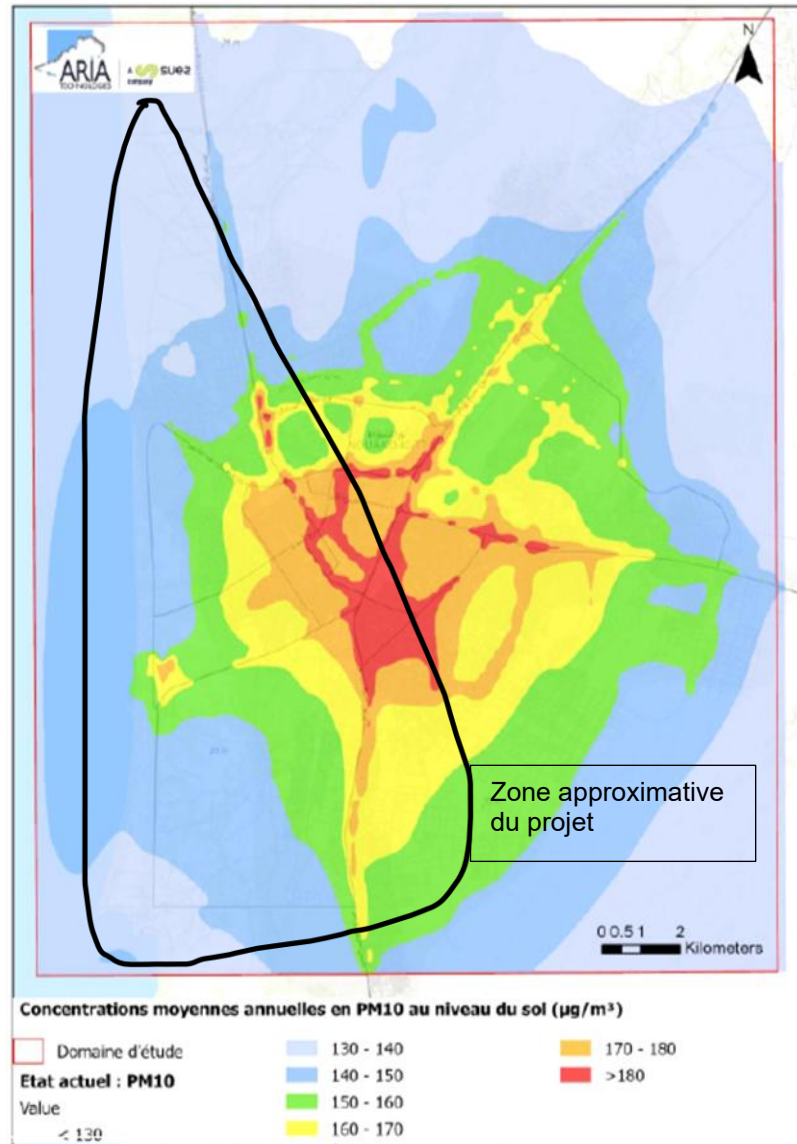 N
ARIA
TECHNOLOGIES
A SUEZ
company
Zone approximative
du projet
0 0.5 1 2
Kilometers
Concentrations moyennes annuelles en PM10 au niveau du sol (µg/m³)
Domaine d'étude
Etat actuel : PM10
Value
< 130
130 - 140
140 - 150
150 - 160
160 - 170
170 - 180
>180